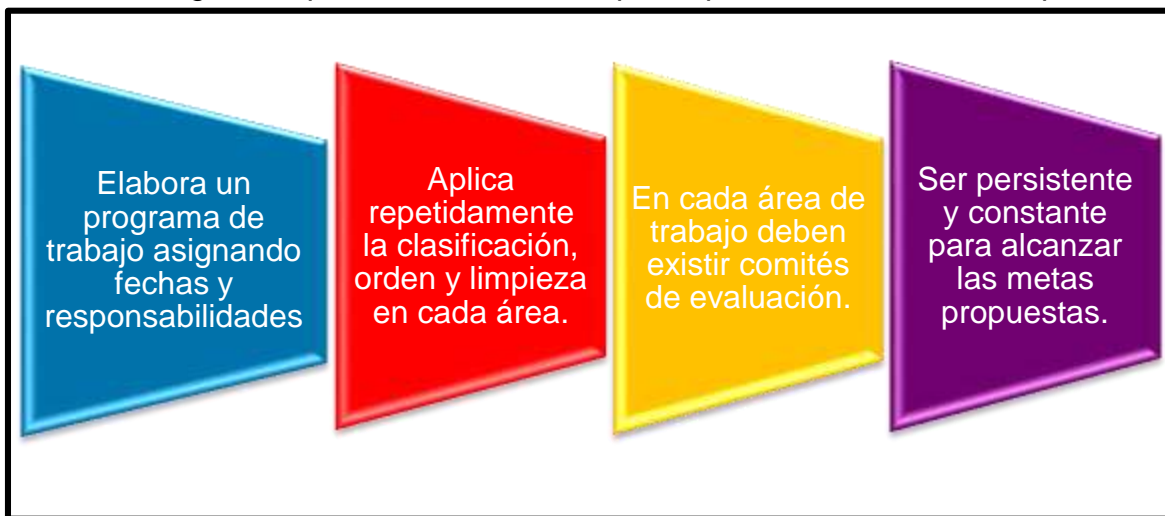 Elabora un
programa de
trabajo asignando
fechas y
responsabilidades
Aplica
repetidamente
la clasificación,
orden y limpieza
en cada área.
En cada área de
trabajo deben
existir comités
de evaluación.
Ser persistente
y constante
para alcanzar
las metas
propuestas.